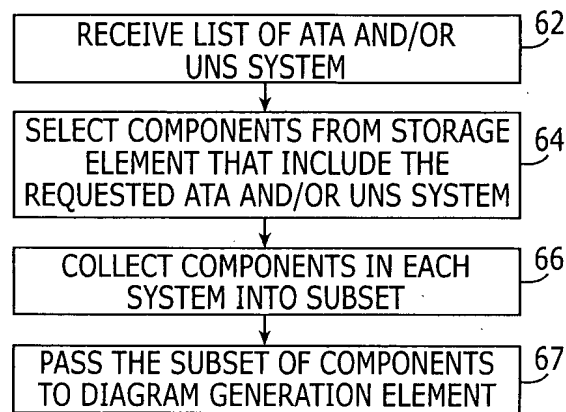 RECEIVE LIST OF ATA AND/OR
UNS SYSTEM
62
SELECT COMPONENTS FROM STORAGE
ELEMENT THAT INCLUDE THE
REQUESTED ATA AND/OR UNS SYSTEM
64
COLLECT COMPONENTS IN EACH
SYSTEM INTO SUBSET
66
PASS THE SUBSET OF COMPONENTS
TO DIAGRAM GENERATION ELEMENT
67